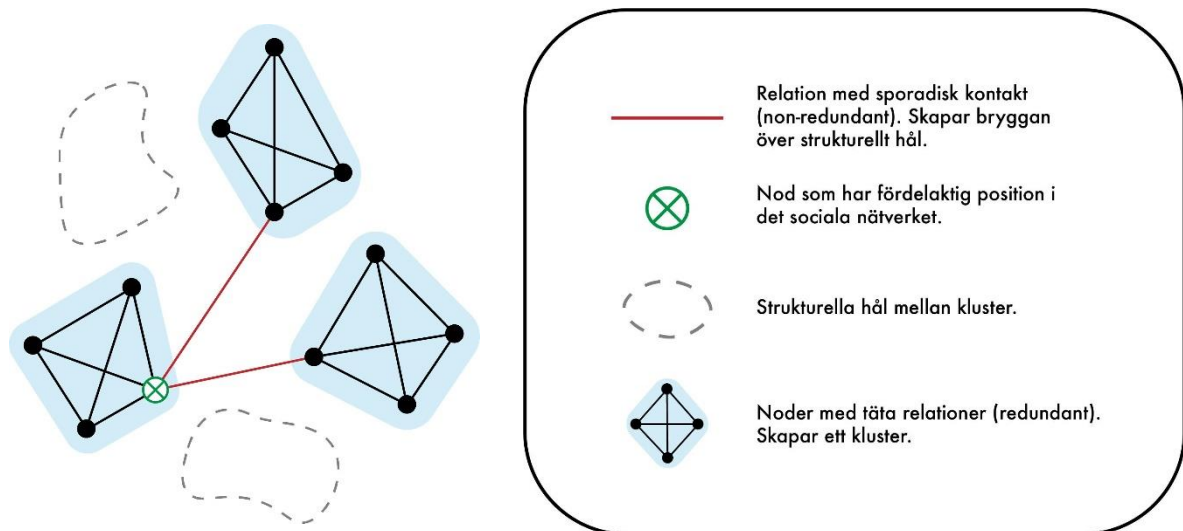 Relation med sporadisk kontakt
(non-redundant). Skapar bryggan
över strukturellt hål.
Nod som har fördelaktig position i
det sociala nätverket.
Strukturella hål mellan kluster.
Noder med täta relationer (redundant).
Skapar ett kluster.